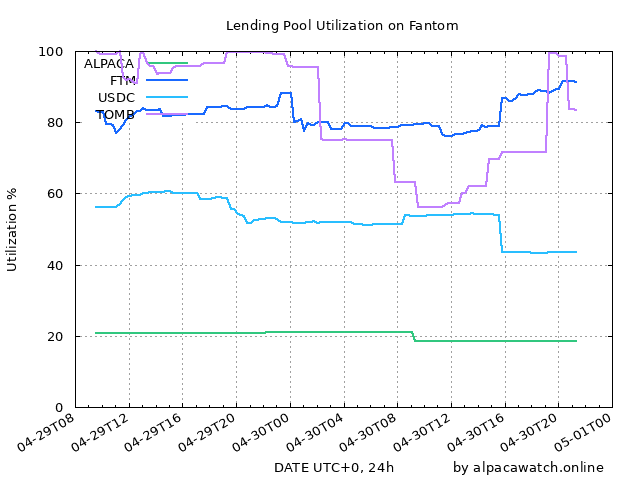 Lending Pool Utilization on Fantom
100
80
60
40
20
0
Utilization %
ALPACA
FTM
USDC
TOMB
04-29T08
04-29T12
04-29T16
04-29T20
04-30T00
04-30T04
04-30T08
04-30T12
04-30T16
04-30T20
05-01T00
DATE UTC+0, 24h
by alpacawatch.online